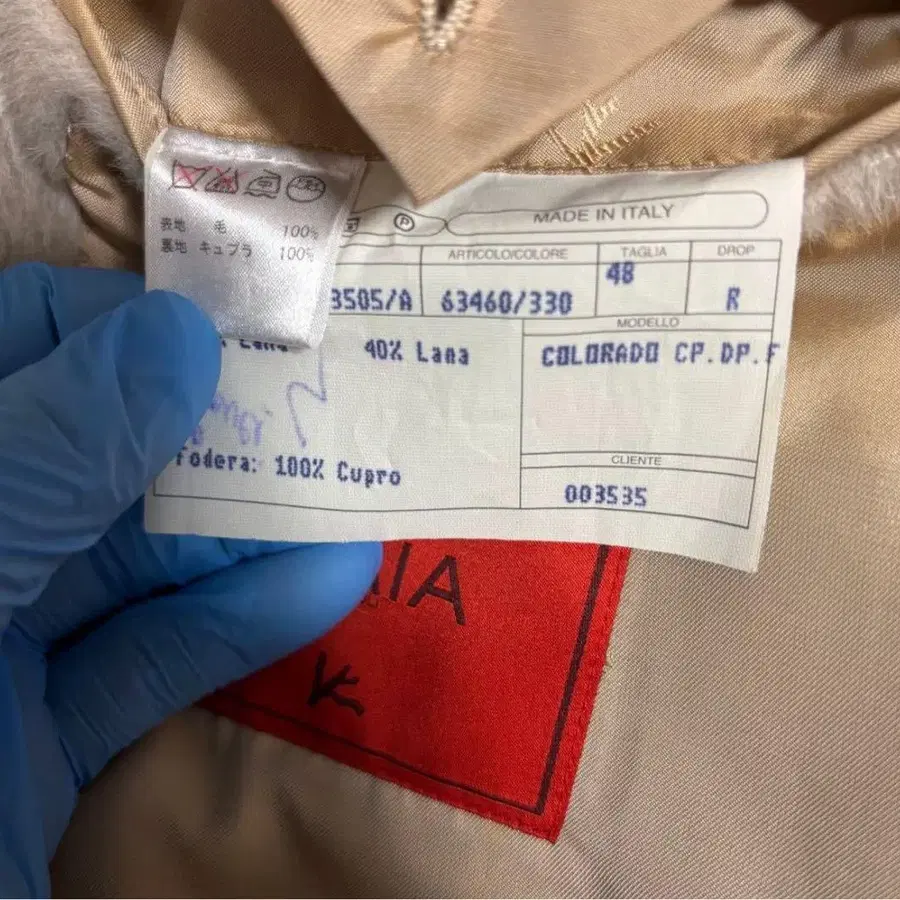 表地 毛 100%
裏地 キュプラ 100%
P
MADE IN ITALY
ARTICOLO/COLORE
TAGLIA
DROP
3505/A
63460/330
48
R
MODELLO
40% Lana
COLORADO CP.DP.F
Fodera: 100% Cupro
CLIENTE
003535
AIA